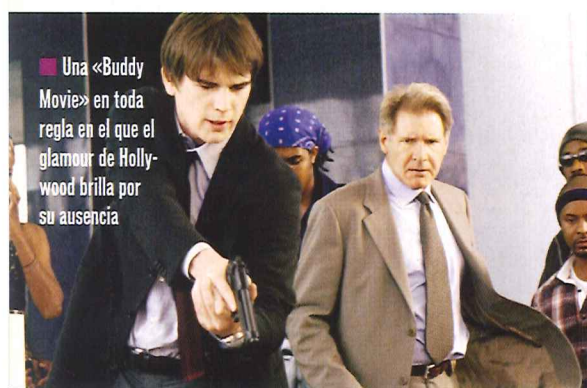 Una «Buddy
Movie» en toda
regla en el que el
glamour de Holly-
wood brilla por
su ausencia